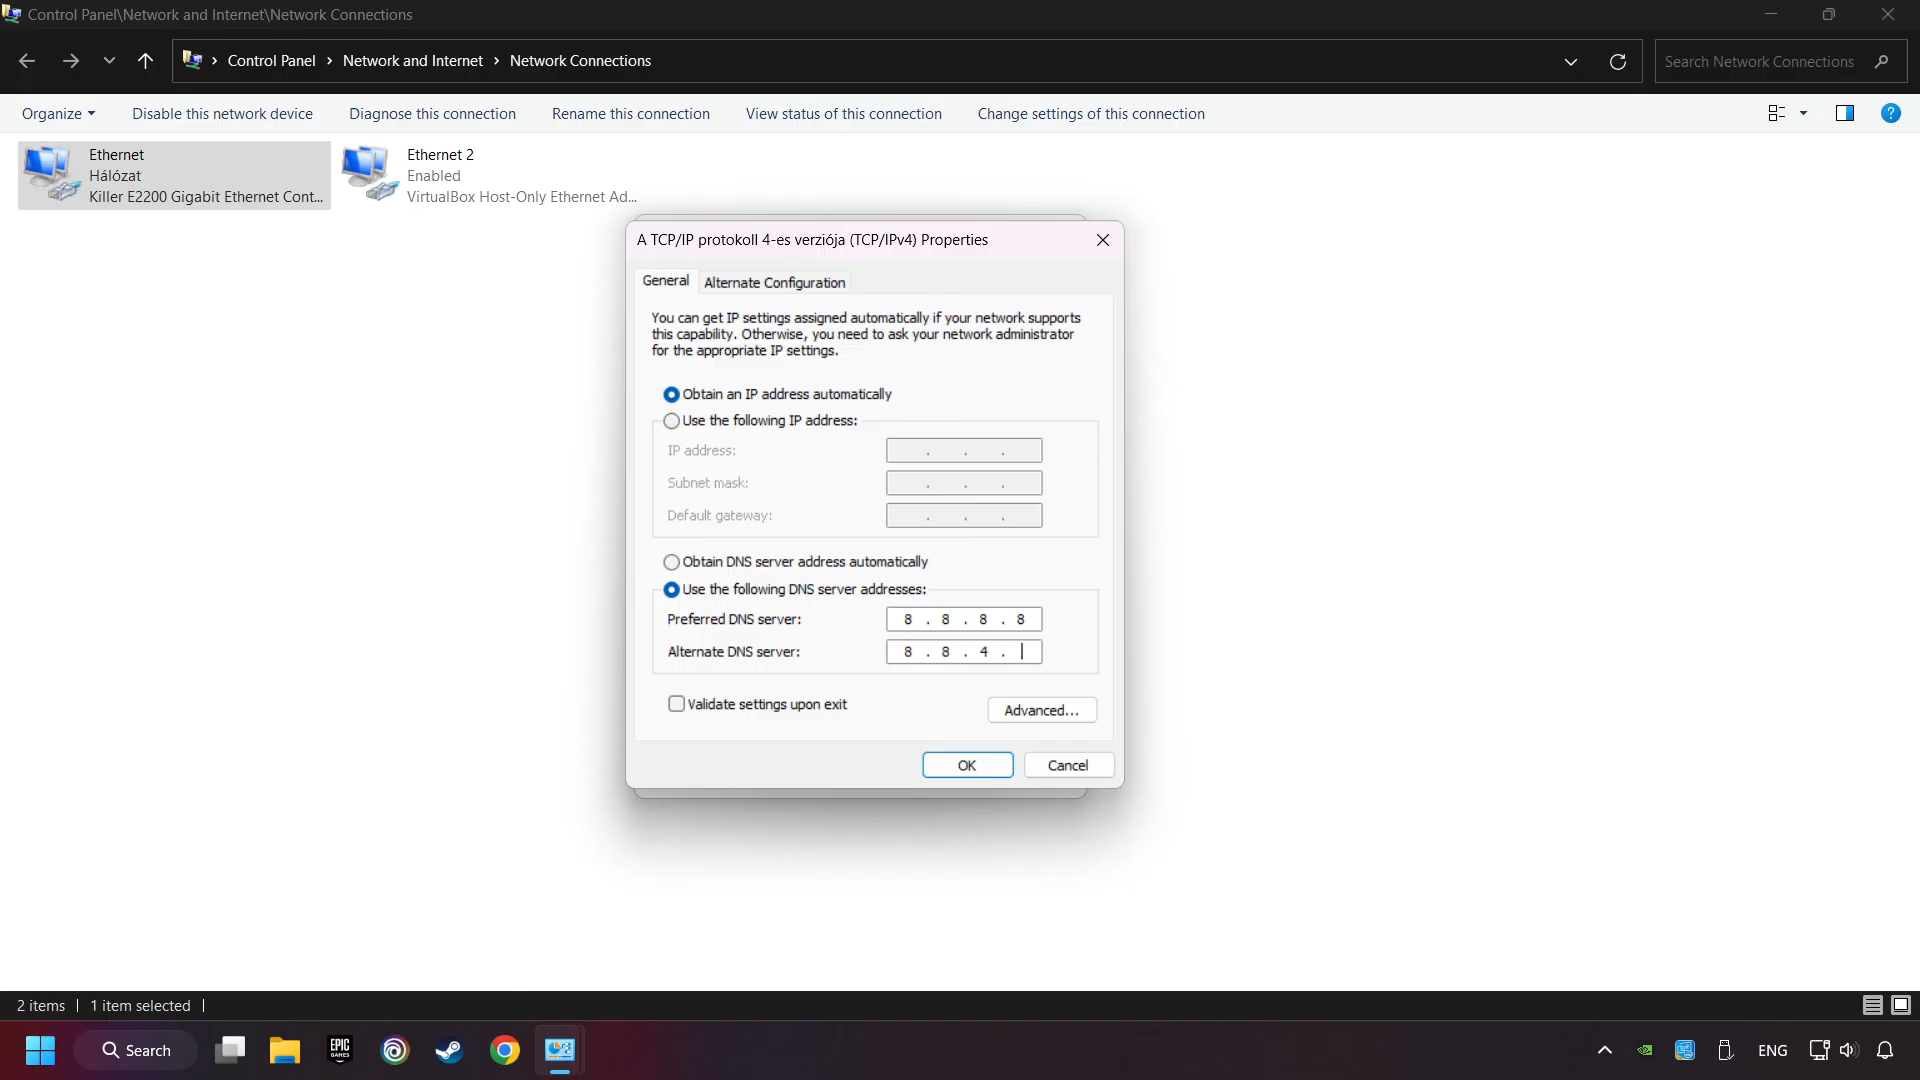 Control Panel\Network and Internet\Network Connections
Control Panel > Network and Internet > Network Connections
Search Network Connections
Organize
Disable this network device
Diagnose this connection
Rename this connection
View status of this connection
Change settings of this connection
?
Ethernet
Hálózat
Killer E2200 Gigabit Ethernet Cont...
Ethernet 2
Enabled
VirtualBox Host-Only Ethernet Ad...
A TCP/IP protokoll 4-es verziója (TCP/IPv4) Properties
General
Alternate Configuration
You can get IP settings assigned automatically if your network supports
this capability. Otherwise, you need to ask your network administrator
for the appropriate IP settings.
Obtain an IP address automatically
Use the following IP address:
IP address: . . .
Subnet mask: . . .
Default gateway: . . .
Obtain DNS server address automatically
Use the following DNS server addresses:
Preferred DNS server: 8 . 8 . 8 . 8
Alternate DNS server: 8 . 8 . 4 .
Validate settings upon exit
Advanced...
OK
Cancel
2 items
1 item selected
Search
EPIC
GAMES
ENG